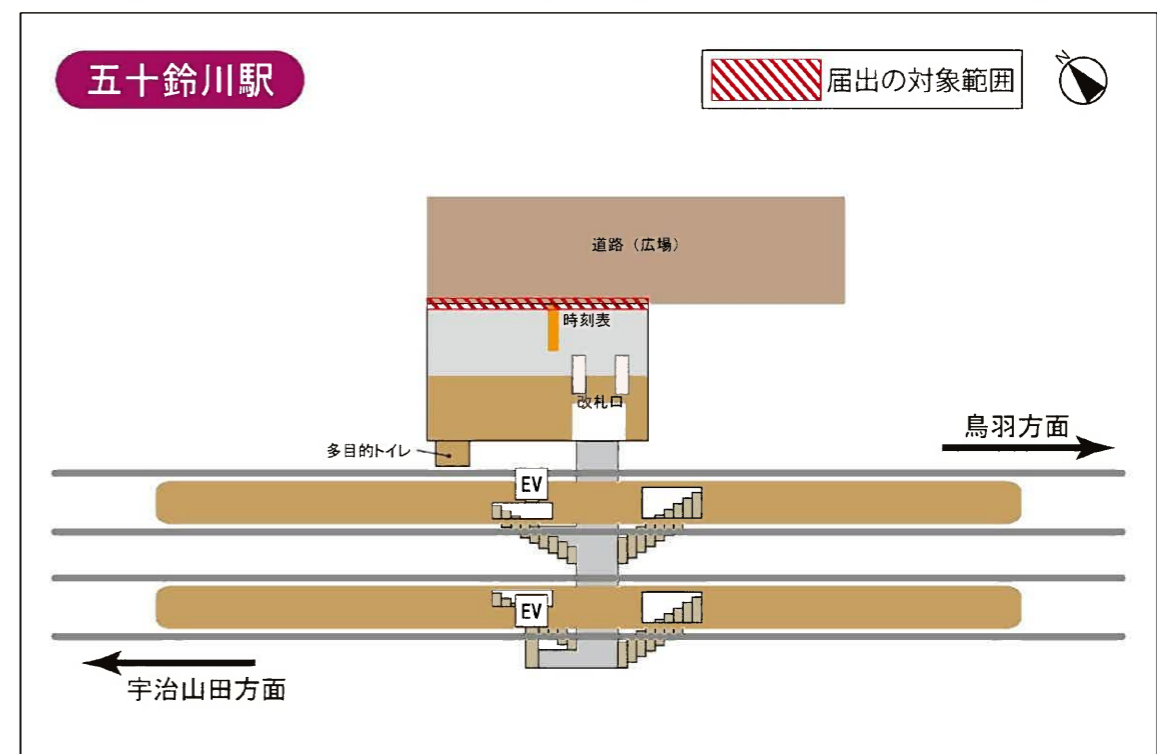 五十鈴川駅
届出の対象範囲
N
道路（広場）
時刻表
改札口
多目的トイレ
鳥羽方面
EV
EV
宇治山田方面